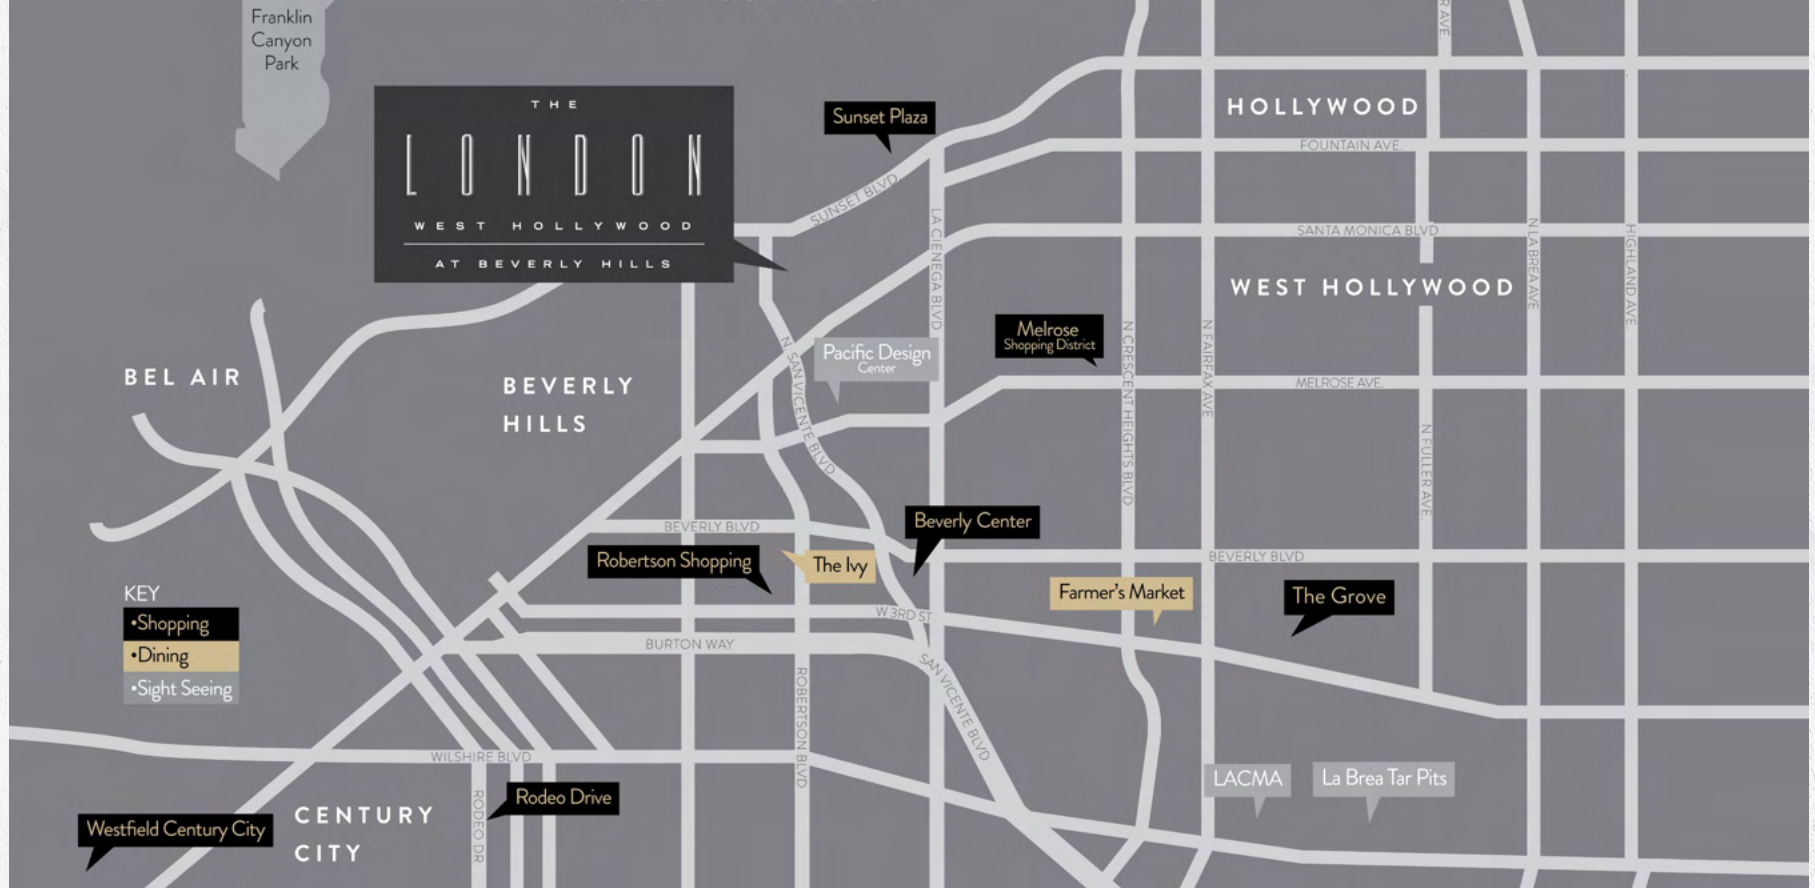 Franklin
Canyon
Park
THE
LONDON
WEST HOLLYWOOD
AT BEVERLY HILLS
Sunset Plaza
R AVE.
HOLLYWOOD
FOUNTAIN AVE.
SUNSET BLVD.
LA CIENEGA BLVD
SANTA MONICA BLVD
N LA BREA AVE
HIGHLAND AVE.
WEST HOLLYWOOD
Melrose
Shopping District
Pacific Design
Center
N. SAN VICENTE BLVD
N CRESCENT HEIGHTS BLVD
N FAIRFAX AVE
MELROSE AVE.
N FULLER AVE.
BEL AIR
BEVERLY
HILLS
BEVERLY BLVD
Beverly Center
Robertson Shopping
The Ivy
BEVERLY BLVD
Farmer's Market
The Grove
KEY
•Shopping
•Dining
•Sight Seeing
W 3RD ST
BURTON WAY
SAN VICENTE BLVD
ROBERTSON BLVD
WILSHIRE BLVD
LACMA
La Brea Tar Pits
Rodeo Drive
RODEO DR
CENTURY
CITY
Westfield Century City